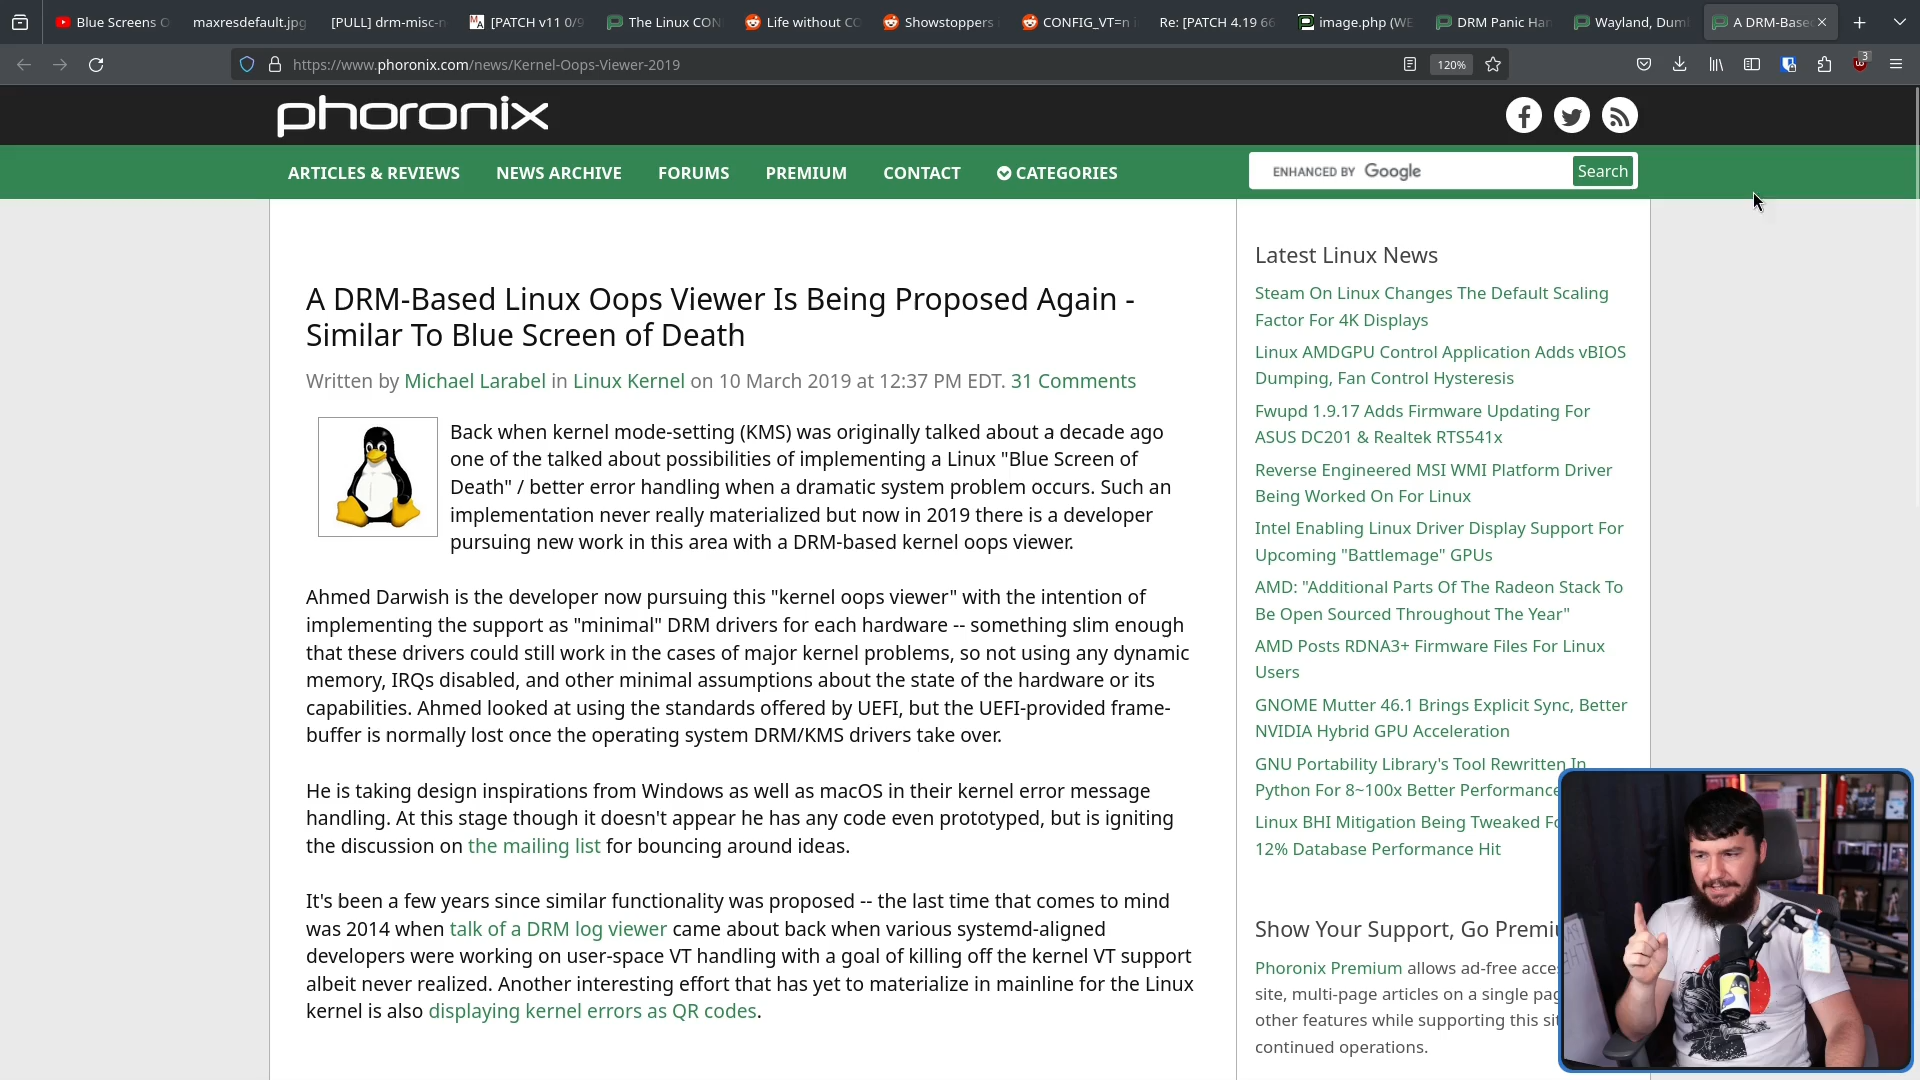 Blue Screens O
maxresdefault.jpg
[PULL] drm-misc-n
[PATCH v11 0/9
The Linux CON
Life without CO
Showstoppers
CONFIG_VT=n i
Re: [PATCH 4.19 66
image.php (WE
DRM Panic Han
Wayland, Dum
A DRM-Base
https://www.phoronix.com/news/Kernel-Oops-Viewer-2019
120%
3
phoronix
ARTICLES & REVIEWS
NEWS ARCHIVE
FORUMS
PREMIUM
CONTACT
CATEGORIES
ENHANCED BY Google
Search
A DRM-Based Linux Oops Viewer Is Being Proposed Again -
Similar To Blue Screen of Death
Written by Michael Larabel in Linux Kernel on 10 March 2019 at 12:37 PM EDT. 31 Comments
Back when kernel mode-setting (KMS) was originally talked about a decade ago
one of the talked about possibilities of implementing a Linux "Blue Screen of
Death" / better error handling when a dramatic system problem occurs. Such an
implementation never really materialized but now in 2019 there is a developer
pursuing new work in this area with a DRM-based kernel oops viewer.
Ahmed Darwish is the developer now pursuing this "kernel oops viewer" with the intention of
implementing the support as "minimal" DRM drivers for each hardware -- something slim enough
that these drivers could still work in the cases of major kernel problems, so not using any dynamic
memory, IRQs disabled, and other minimal assumptions about the state of the hardware or its
capabilities. Ahmed looked at using the standards offered by UEFI, but the UEFI-provided frame-
buffer is normally lost once the operating system DRM/KMS drivers take over.
He is taking design inspirations from Windows as well as macOS in their kernel error message
handling. At this stage though it doesn't appear he has any code even prototyped, but is igniting
the discussion on the mailing list for bouncing around ideas.
It's been a few years since similar functionality was proposed -- the last time that comes to mind
was 2014 when talk of a DRM log viewer came about back when various systemd-aligned
developers were working on user-space VT handling with a goal of killing off the kernel VT support
albeit never realized. Another interesting effort that has yet to materialize in mainline for the Linux
kernel is also displaying kernel errors as QR codes.
Latest Linux News
Steam On Linux Changes The Default Scaling
Factor For 4K Displays
Linux AMDGPU Control Application Adds vBIOS
Dumping, Fan Control Hysteresis
Fwupd 1.9.17 Adds Firmware Updating For
ASUS DC201 & Realtek RTS541x
Reverse Engineered MSI WMI Platform Driver
Being Worked On For Linux
Intel Enabling Linux Driver Display Support For
Upcoming "Battlemage" GPUs
AMD: "Additional Parts Of The Radeon Stack To
Be Open Sourced Throughout The Year"
AMD Posts RDNA3+ Firmware Files For Linux
Users
GNOME Mutter 46.1 Brings Explicit Sync, Better
NVIDIA Hybrid GPU Acceleration
GNU Portability Library's Tool Rewritten In
Python For 8~100x Better Performance
Linux BHI Mitigation Being Tweaked Fo
12% Database Performance Hit
Show Your Support, Go Premiu
Phoronix Premium allows ad-free acce
site, multi-page articles on a single pag
other features while supporting this sit
continued operations.